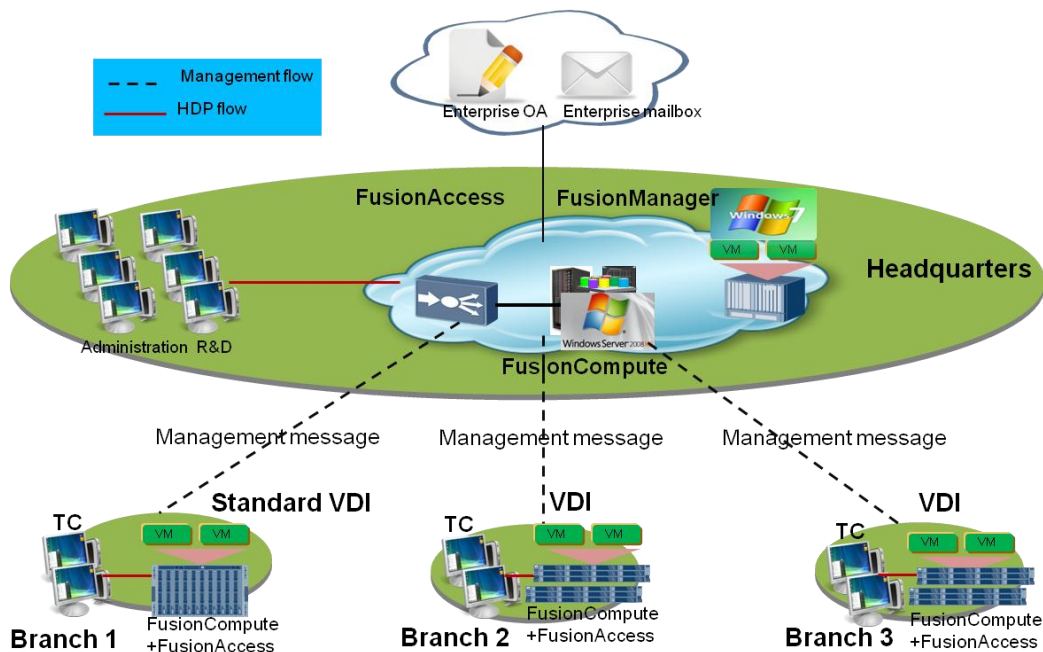 Enterprise OA
Enterprise mailbox
Management flow
HDP flow
FusionAccess
FusionManager
Windows 7
VM
VM
Headquarters
Administration
R&D
Windows Server 2008
FusionCompute
Management message
Management message
Management message
Standard VDI
TC
VM
VM
Branch 1
FusionCompute
+FusionAccess
VDI
TC
VM
VM
Branch 2
FusionCompute
+FusionAccess
VDI
TC
VM
VM
Branch 3
FusionCompute
+FusionAccess